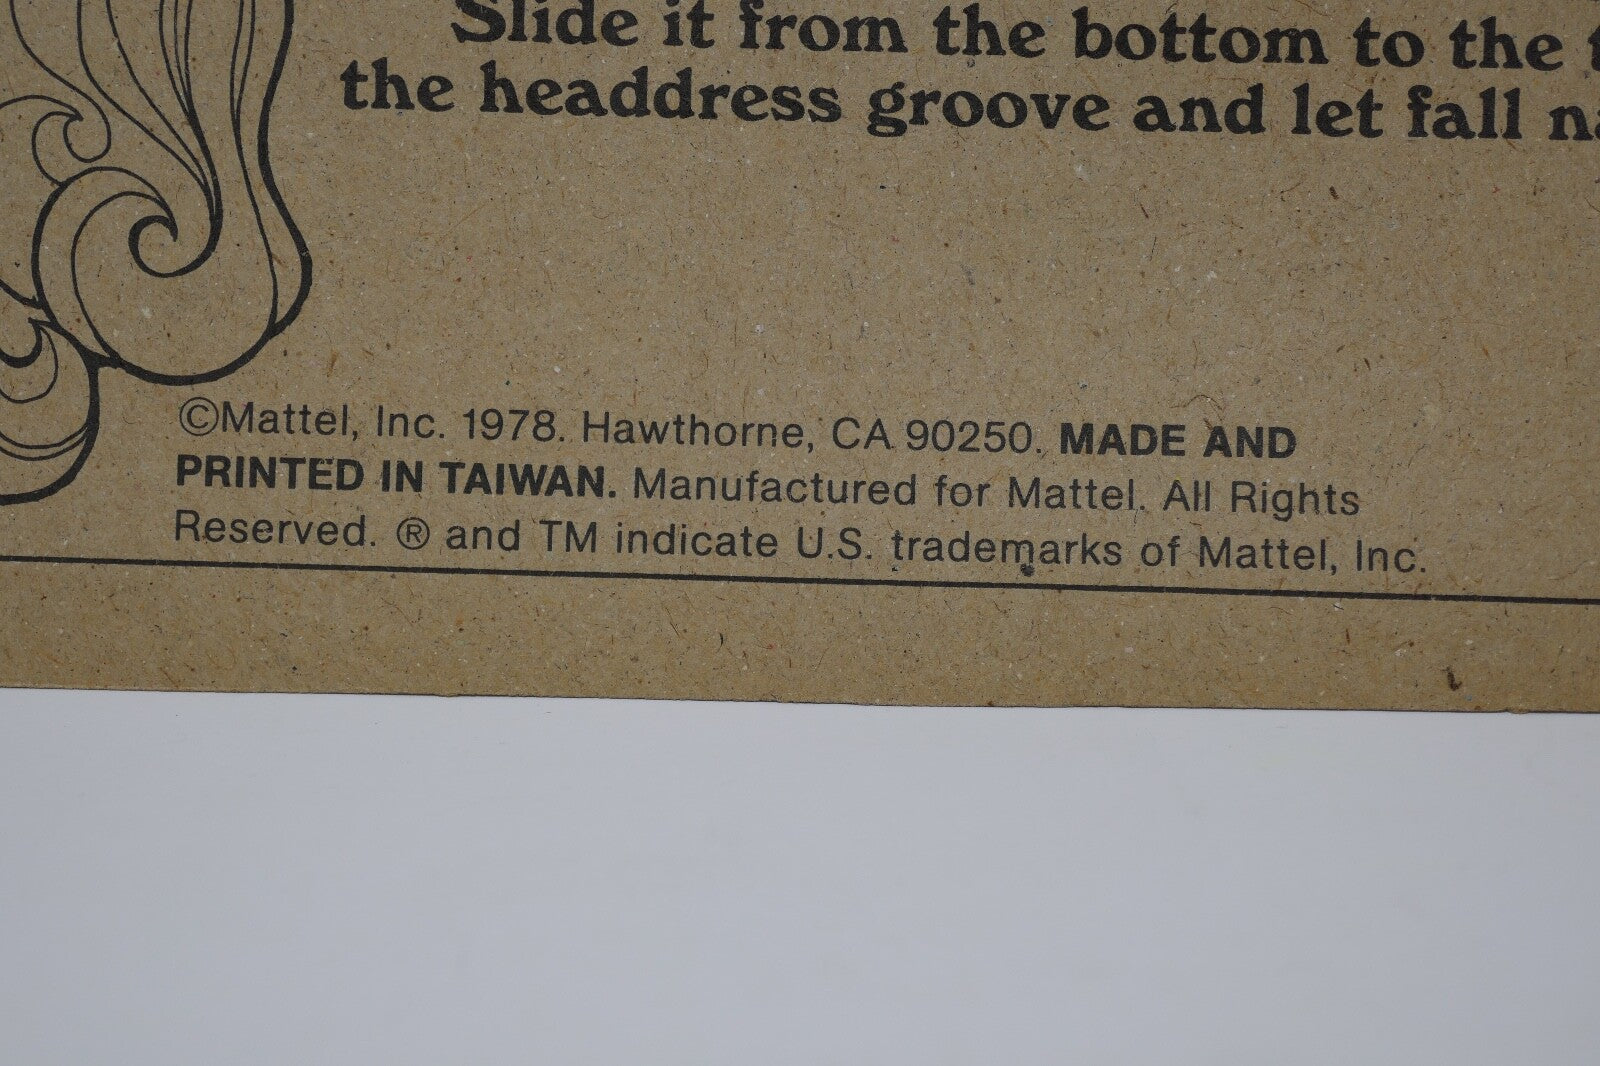 Slide it from the bottom to the
the headdress groove and let fall
©Mattel, Inc. 1978. Hawthorne, CA 90250. MADE AND
PRINTED IN TAIWAN. Manufactured for Mattel. All Rights
Reserved. ® and TM indicate U.S. trademarks of Mattel, Inc.